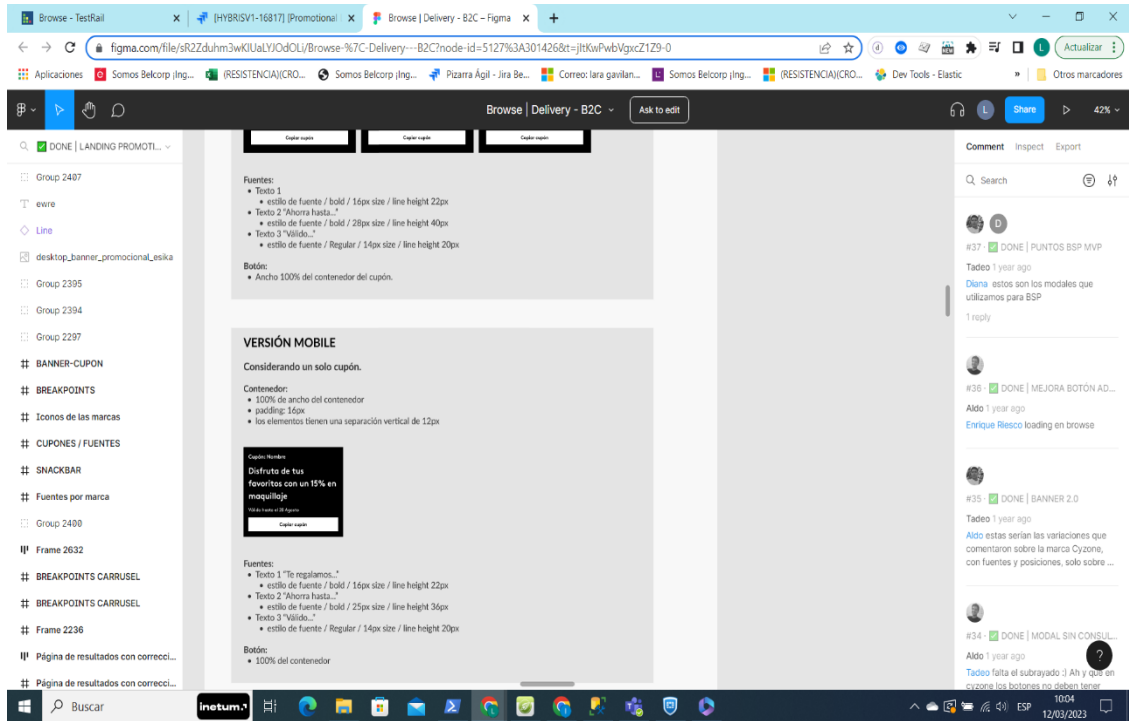 Browse - TestRail
[HYBRISV1-16817] [Promotional
Browse | Delivery - B2C – Figma
figma.com/file/sR2Zduhm3wKIUaLYJOdOLi/Browse-%7C-Delivery---B2C?node-id=5127%3A301426&t=JtKwPwbVgxcZ1Z9-0
Actualizar
Aplicaciones
Somos Belcorp ¡Ing...
(RESISTENCIA)(CRO...
Somos Belcorp ¡Ing...
Pizarra Ágil - Jira Be...
Correo: lara gavilan...
Somos Belcorp ¡Ing...
(RESISTENCIA)(CRO...
Dev Tools - Elastic
»
Otros marcadores
Browse | Delivery - B2C
Ask to edit
L
Share
42%
DONE | LANDING PROMOTI...
Group 2407
ewre
Line
desktop_banner_promocional_esika
Group 2395
Group 2394
Group 2297
BANNER-CUPON
BREAKPOINTS
Iconos de las marcas
CUPONES / FUENTES
SNACKBAR
Fuentes por marca
Group 2400
Frame 2632
BREAKPOINTS CARRUSEL
BREAKPOINTS CARRUSEL
Frame 2236
Página de resultados con correcci...
Página de resultados con correcci...
Copiar cupón
Copiar cupón
Copiar cupón
Fuentes:
• Texto 1
• estilo de fuente / bold / 16px size / line height 22px
• Texto 2 "Ahorra hasta..."
• estilo de fuente / bold / 28px size / line height 40px
• Texto 3 "Válido..."
• estilo de fuente / Regular / 14px size / line height 20px
Botón:
• Ancho 100% del contenedor del cupón.
VERSIÓN MOBILE
Considerando un solo cupón.
Contenedor:
• 100% de ancho del contenedor
• padding: 16px
• los elementos tienen una separación vertical de 12px
Cupón: Nombre
Disfruta de tus
favoritos con un 15% en
maquillaje
Válido hasta el 28 Agosto
Copiar cupón
Fuentes:
• Texto 1 "Te regalamos..."
• estilo de fuente / bold / 16px size / line height 22px
• Texto 2 "Ahorra hasta..."
• estilo de fuente / bold / 25px size / line height 36px
• Texto 3 "Válido..."
• estilo de fuente / Regular / 14px size / line height 20px
Botón:
• 100% del contenedor
Comment Inspect Export
Search
D
#37 · DONE | PUNTOS BSP MVP
Tadeo 1 year ago
Diana estos son los modales que
utilizamos para BSP
1 reply
#36 · DONE | MEJORA BOTÓN AD...
Aldo 1 year ago
Enrique Riesco loading en browse
#35 · DONE | BANNER 2.0
Tadeo 1 year ago
Aldo estas serían las variaciones que
comentaron sobre la marca Cyzone,
con fuentes y posiciones, solo sobre ...
#34 · DONE | MODAL SIN CONSUL...
Aldo 1 year ago
Tadeo falta el subrayado :) Ah y que en
cyzone los botones no deben tener
?
Buscar
inetum.
ESP
10:04
12/03/2023